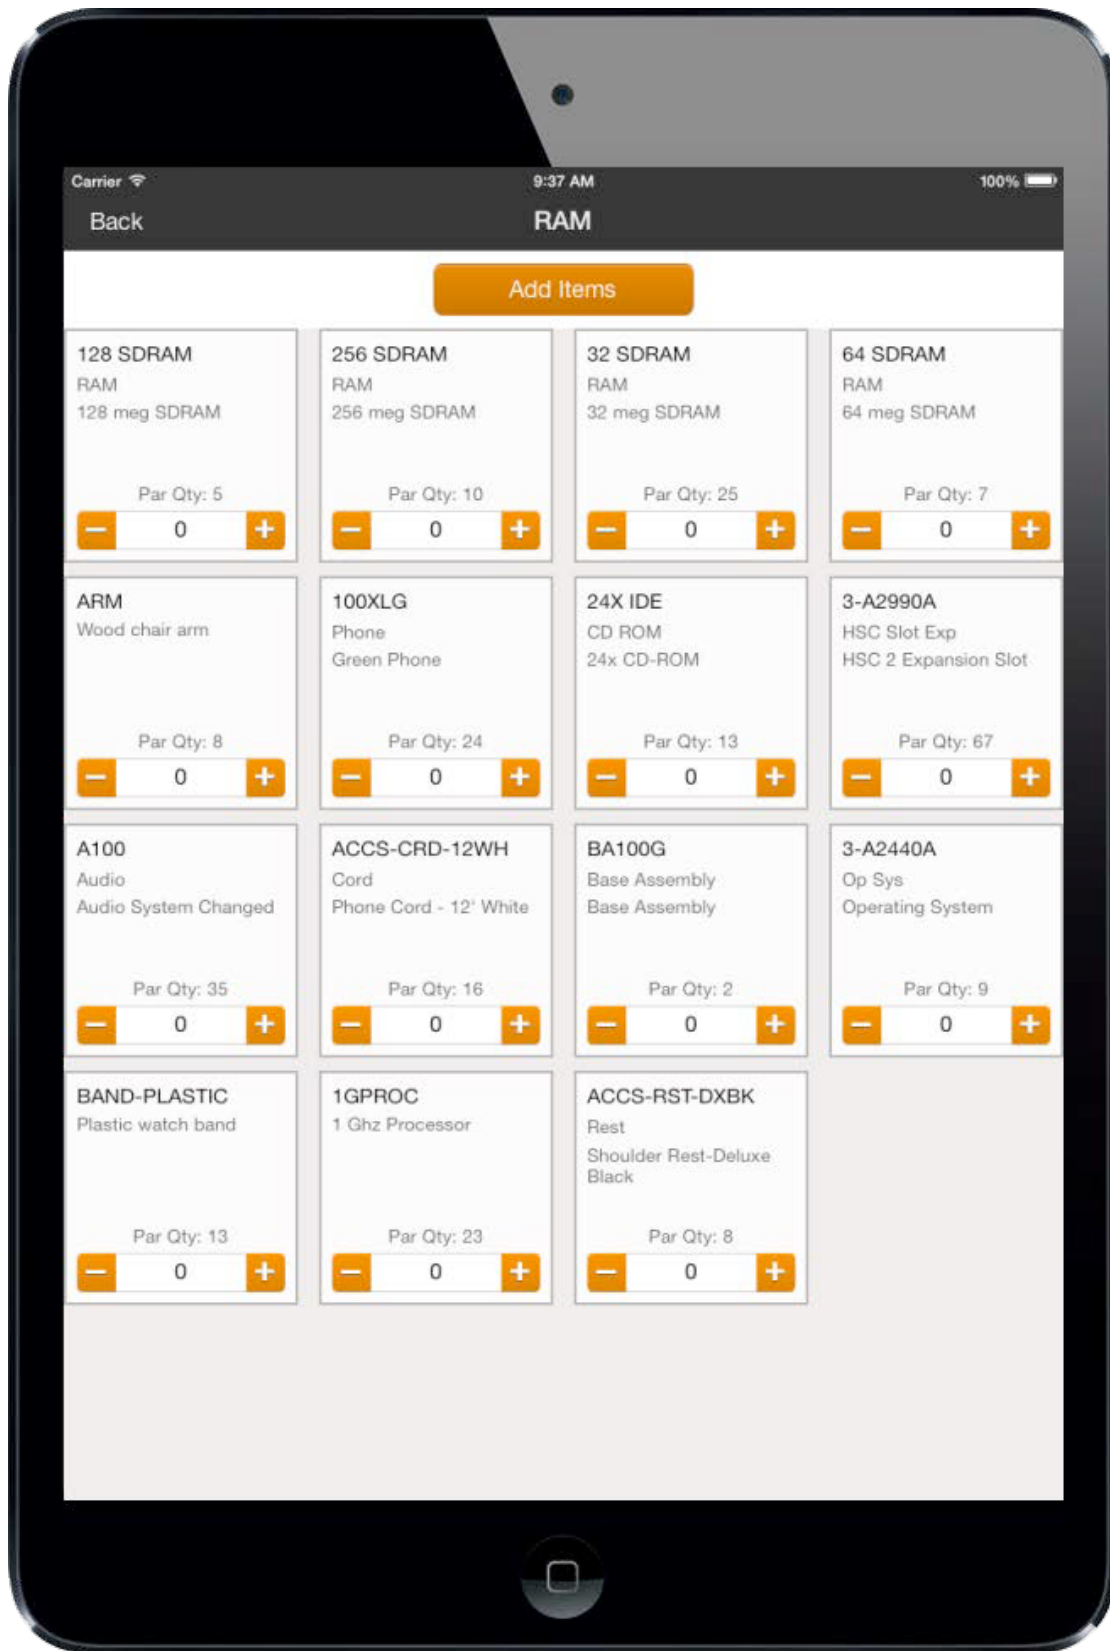 Carrier 9:37 AM 100%
Back RAM
Add Items
128 SDRAM
RAM
128 meg SDRAM
Par Qty: 5
0
256 SDRAM
RAM
256 meg SDRAM
Par Qty: 10
0
32 SDRAM
RAM
32 meg SDRAM
Par Qty: 25
0
64 SDRAM
RAM
64 meg SDRAM
Par Qty: 7
0
ARM
Wood chair arm
Par Qty: 8
0
100XLG
Phone
Green Phone
Par Qty: 24
0
24X IDE
CD ROM
24x CD-ROM
Par Qty: 13
0
3-A2990A
HSC Slot Exp
HSC 2 Expansion Slot
Par Qty: 67
0
A100
Audio
Audio System Changed
Par Qty: 35
0
ACCS-CRD-12WH
Cord
Phone Cord - 12' White
Par Qty: 16
0
BA100G
Base Assembly
Base Assembly
Par Qty: 2
0
3-A2440A
Op Sys
Operating System
Par Qty: 9
0
BAND-PLASTIC
Plastic watch band
Par Qty: 13
0
1GPROC
1 Ghz Processor
Par Qty: 23
0
ACCS-RST-DXBK
Rest
Shoulder Rest-Deluxe
Black
Par Qty: 8
0